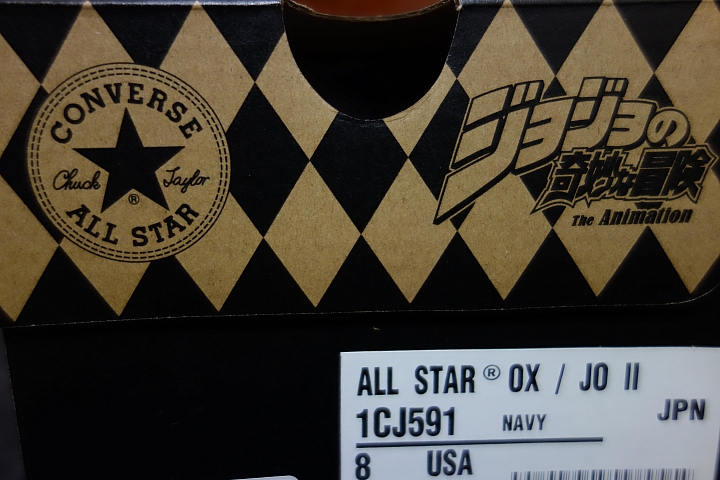 CONVERSE
Chuck Taylor
®
ALL STAR
ジョジョの
奇妙な冒険
The Animation
ALL STAR® OX / JO II
1CJ591 NAVY JPN
8 USA